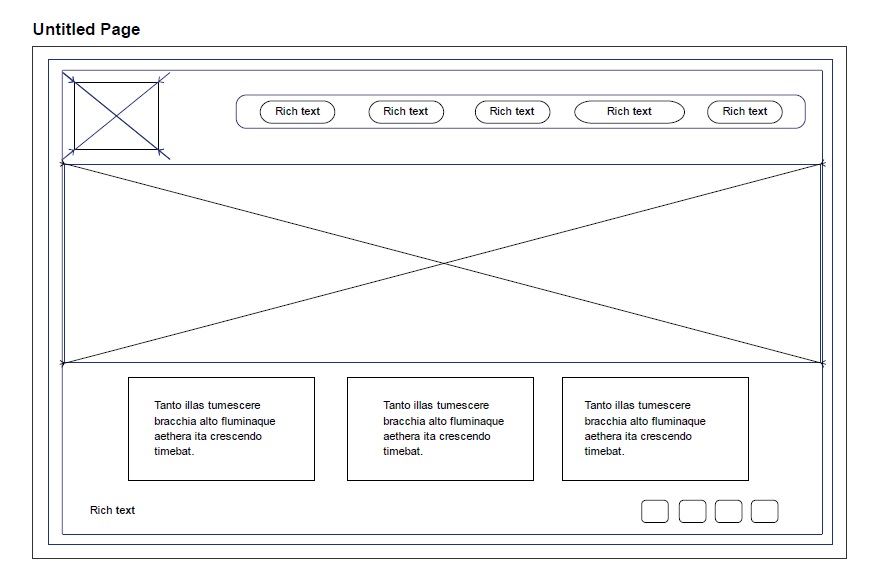 Untitled Page
Rich text
Rich text
Rich text
Rich text
Rich text
Tanto illas tumescere
bracchia alto fluminaque
aethera ita crescendo
timebat.
Tanto illas tumescere
bracchia alto fluminaque
aethera ita crescendo
timebat.
Tanto illas tumescere
bracchia alto fluminaque
aethera ita crescendo
timebat.
Rich text